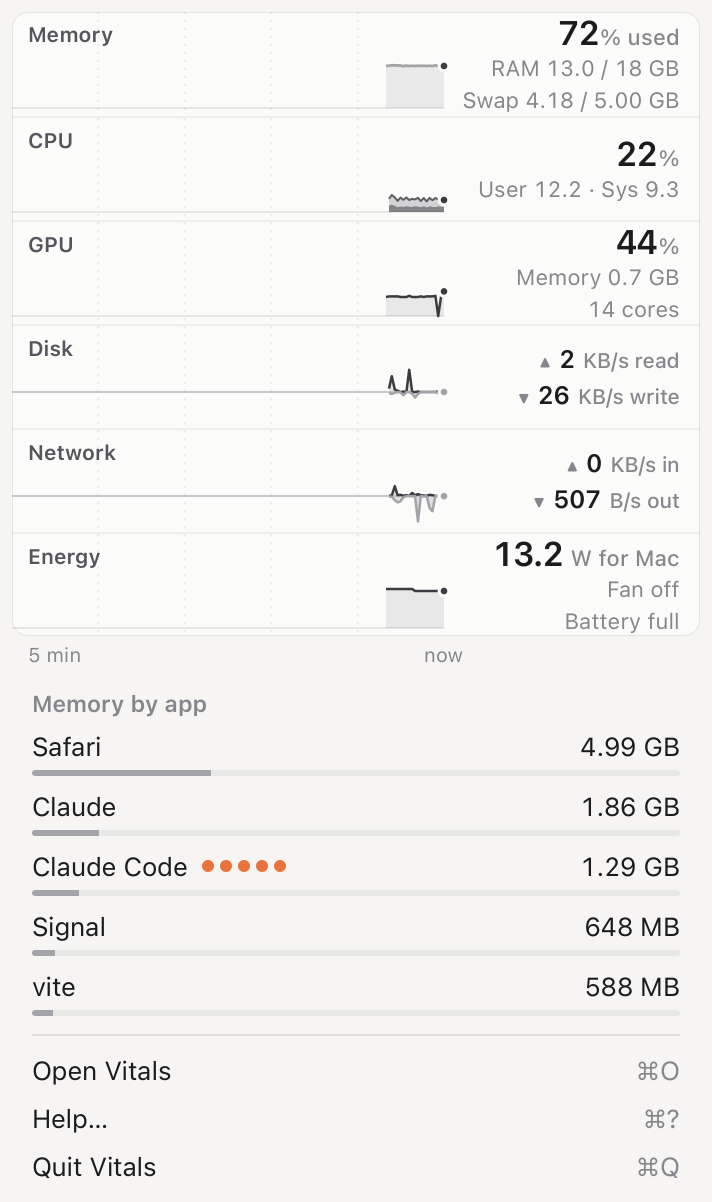 Memory
72% used
RAM 13.0 / 18 GB
Swap 4.18 / 5.00 GB
CPU
22%
User 12.2 · Sys 9.3
GPU
44%
Memory 0.7 GB
14 cores
Disk
▲ 2 KB/s read
▼ 26 KB/s write
Network
▲ 0 KB/s in
▼ 507 B/s out
Energy
13.2 W for Mac
Fan off
Battery full
5 min now
Memory by app
Safari 4.99 GB
Claude 1.86 GB
Claude Code 1.29 GB
Signal 648 MB
vite 588 MB
Open Vitals ⌘O
Help... ⌘?
Quit Vitals ⌘Q